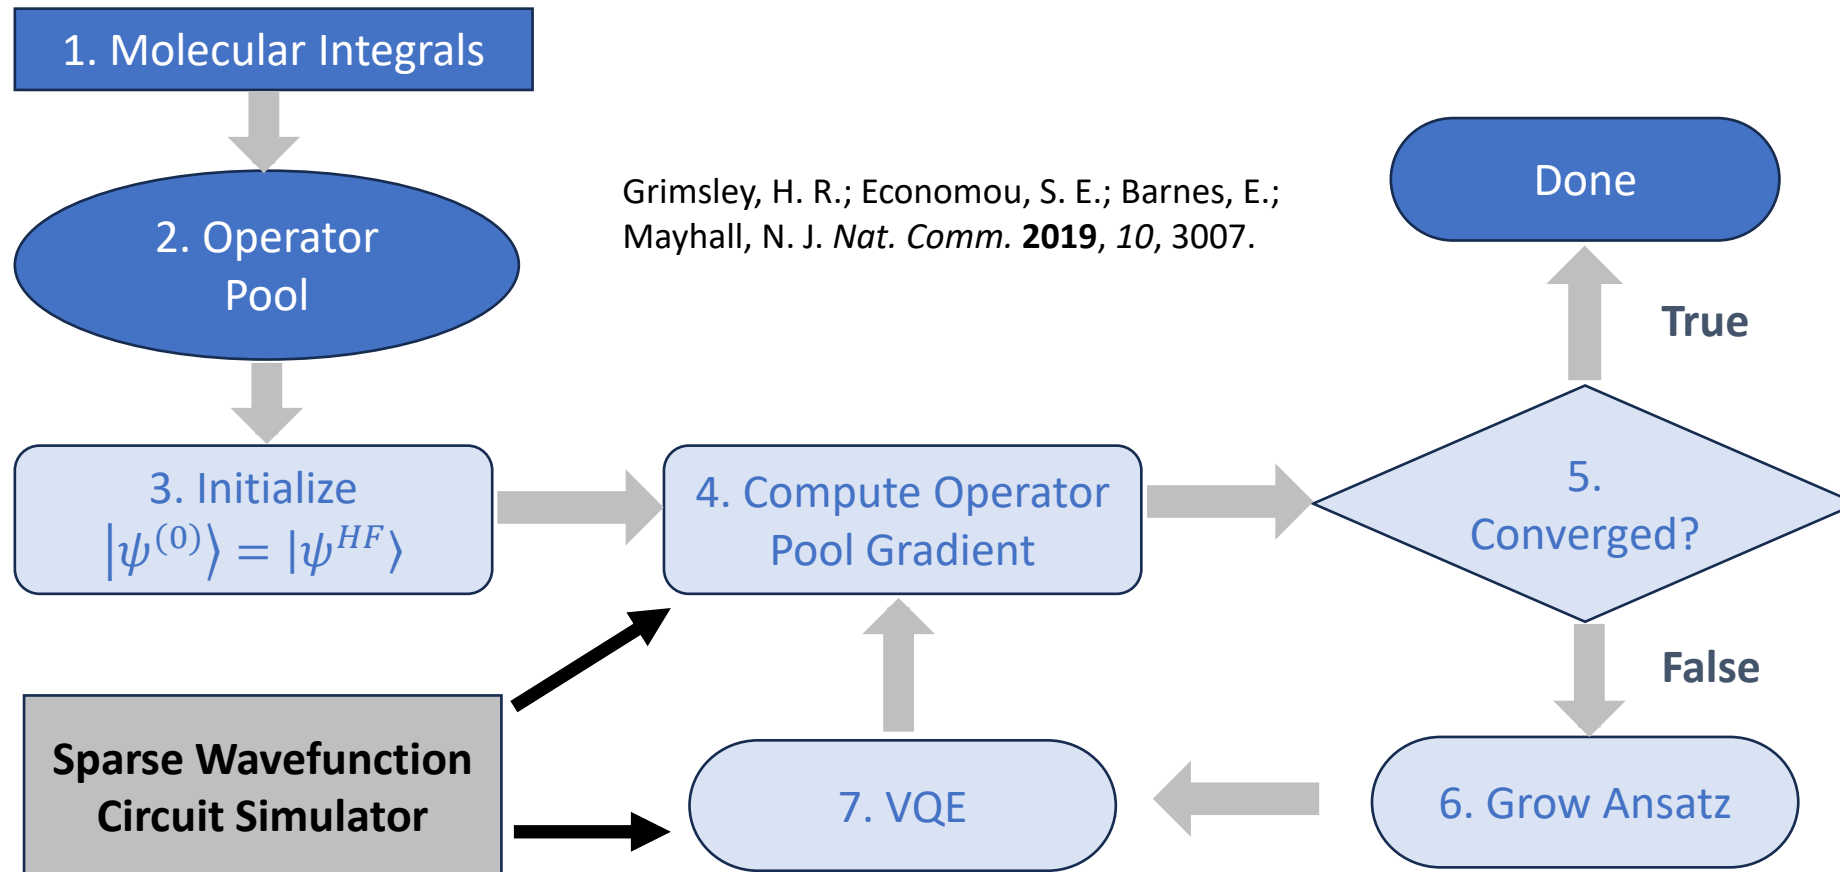 1. Molecular Integrals
2. Operator
Pool
Grimsley, H. R.; Economou, S. E.; Barnes, E.;
Mayhall, N. J. Nat. Comm. 2019, 10, 3007.
Done
True
3. Initialize
|ψ⁽⁰⁾⟩ = |ψᴴᶠ⟩
4. Compute Operator
Pool Gradient
5.
Converged?
False
Sparse Wavefunction
Circuit Simulator
7. VQE
6. Grow Ansatz